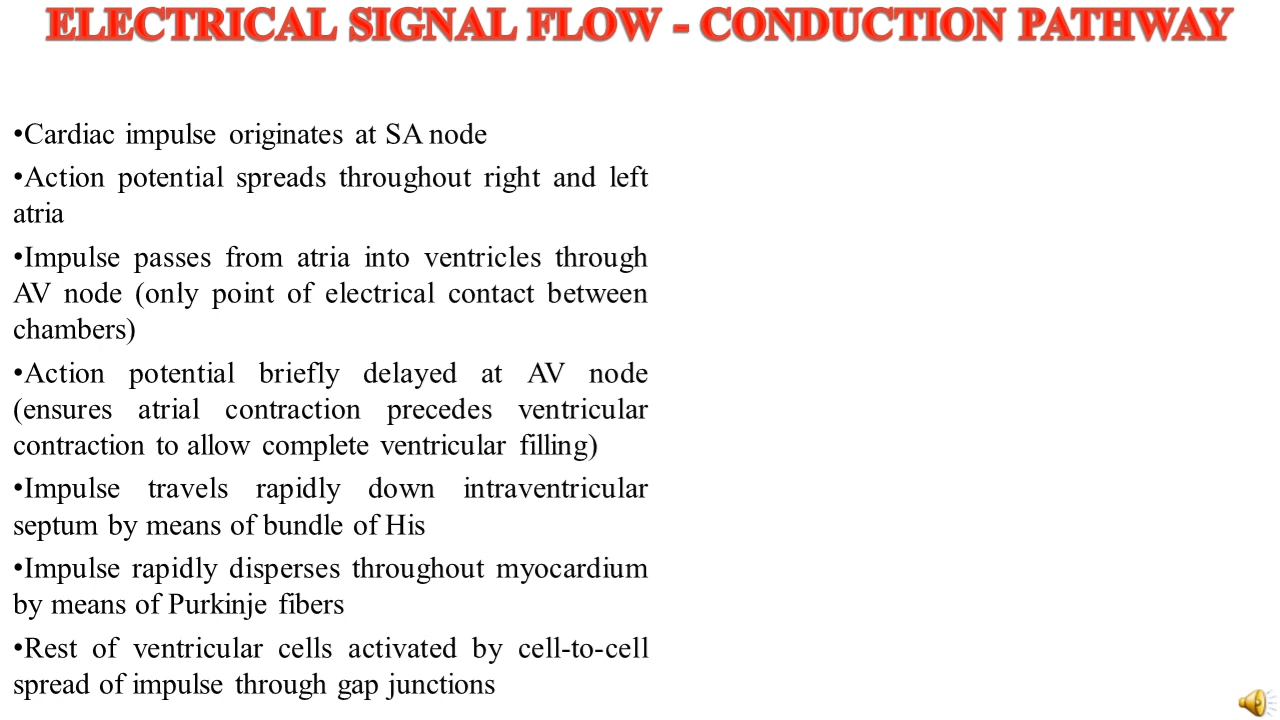 ELECTRICAL SIGNAL FLOW - CONDUCTION PATHWAY
•Cardiac impulse originates at SA node
•Action potential spreads throughout right and left
atria
•Impulse passes from atria into ventricles through
AV node (only point of electrical contact between
chambers)
•Action potential briefly delayed at AV node
(ensures atrial contraction precedes ventricular
contraction to allow complete ventricular filling)
•Impulse travels rapidly down intraventricular
septum by means of bundle of His
•Impulse rapidly disperses throughout myocardium
by means of Purkinje fibers
•Rest of ventricular cells activated by cell-to-cell
spread of impulse through gap junctions